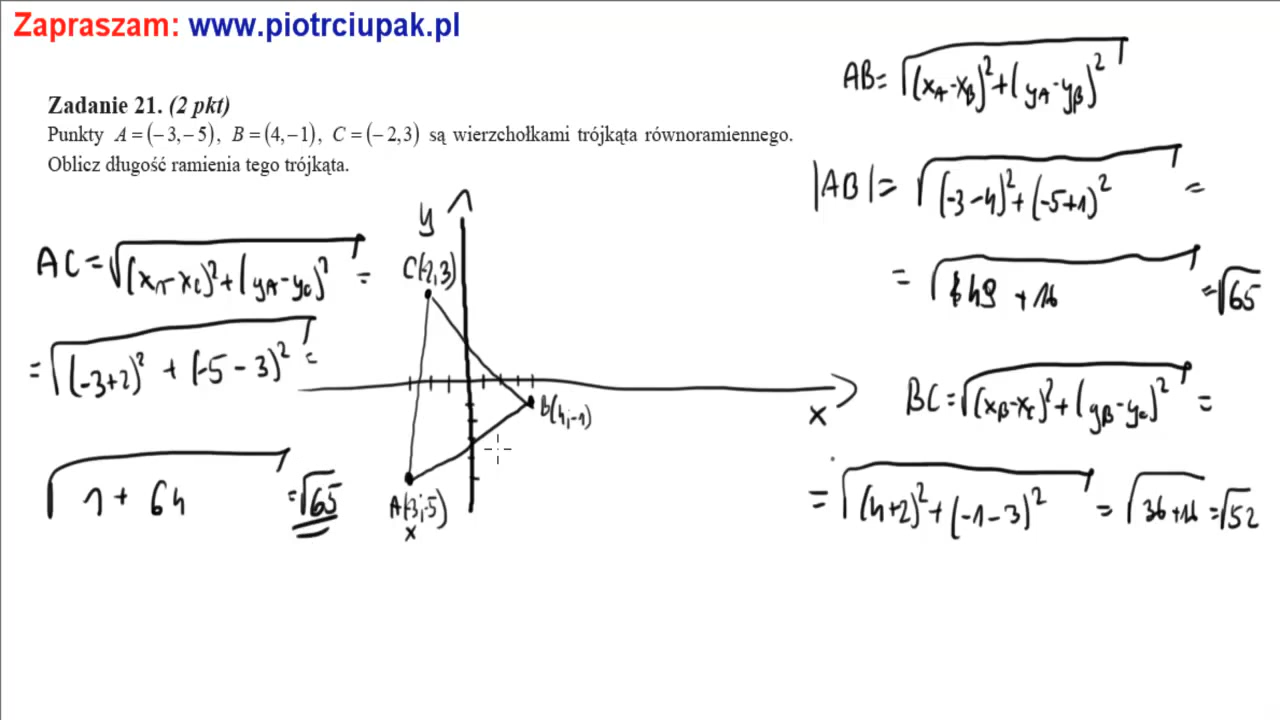 Zapraszam: www.piotrciupak.pl
Zadanie 21. (2 pkt)
Punkty A = (−3,−5), B = (4,−1), C = (−2,3) są wierzchołkami trójkąta równoramiennego.
Oblicz długość ramienia tego trójkąta.
AB = √((xA-xB)²+(yA-yB)²)
|AB| = √((-3-4)²+(-5+1)²) =
= √(49 + 16) = √65
AC = √((xA-xC)²+(yA-yC)²) =
= √((-3+2)² + (-5-3)²) =
√(1 + 64) = √65
y
C(-2,3)
B(4,-1)
A(-3,-5)
x
x
BC = √((xB-xC)²+(yB-yC)²) =
= √((4+2)²+(-1-3)²) = √(36+16) = √52